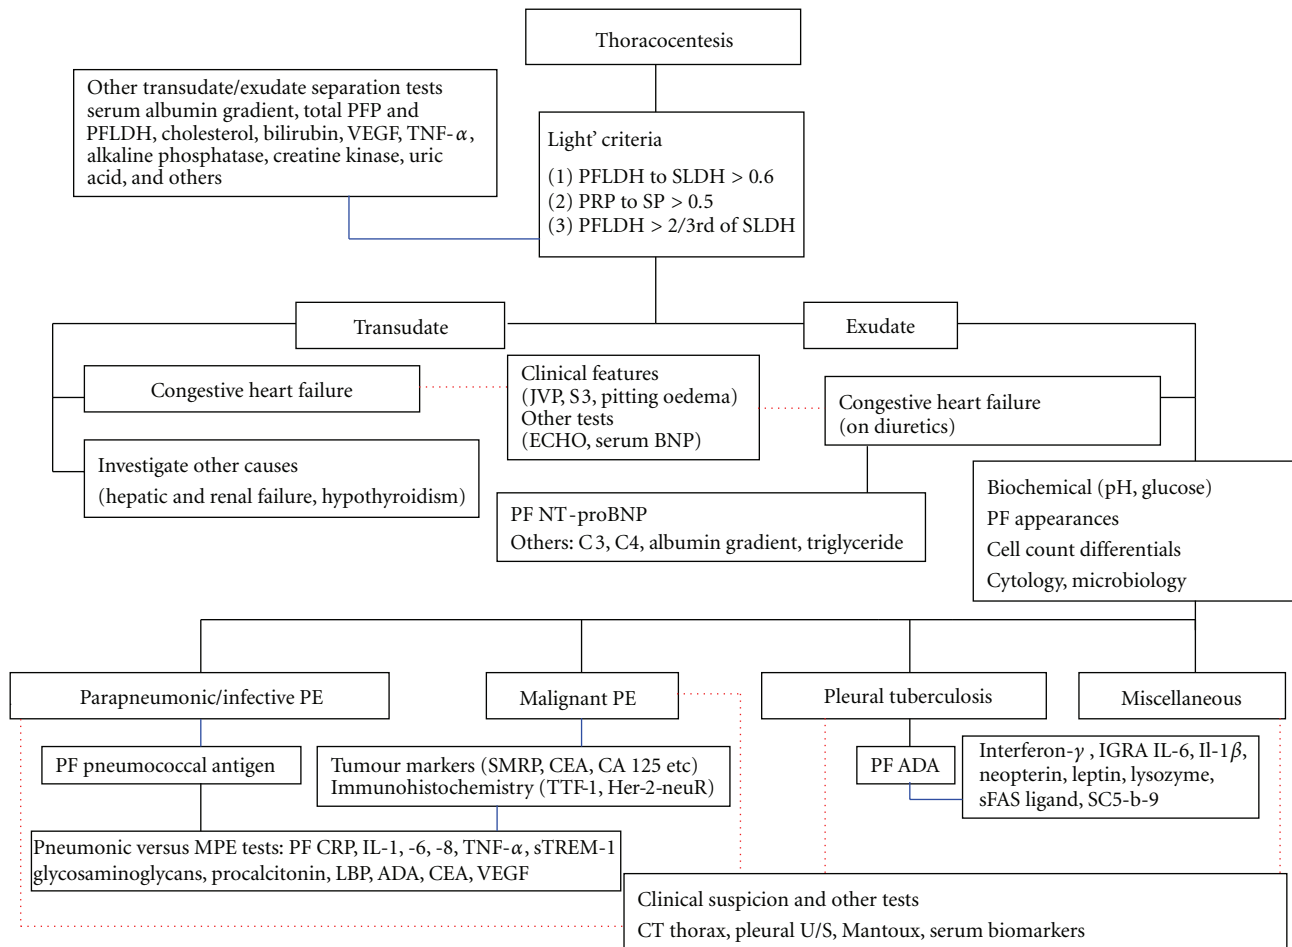 Thoracocentesis
Other transudate/exudate separation tests
serum albumin gradient, total PFP and
PFLDH, cholesterol, bilirubin, VEGF, TNF-α,
alkaline phosphatase, creatine kinase, uric
acid, and others
Light' criteria
(1) PFLDH to SLDH > 0.6
(2) PRP to SP > 0.5
(3) PFLDH > 2/3rd of SLDH
Transudate
Exudate
Congestive heart failure
Clinical features
(JVP, S3, pitting oedema)
Other tests
(ECHO, serum BNP)
Congestive heart failure
(on diuretics)
Investigate other causes
(hepatic and renal failure, hypothyroidism)
PF NT-proBNP
Others: C3, C4, albumin gradient, triglyceride
Biochemical (pH, glucose)
PF appearances
Cell count differentials
Cytology, microbiology
Parapneumonic/infective PE
Malignant PE
Pleural tuberculosis
Miscellaneous
PF pneumococcal antigen
Tumour markers (SMRP, CEA, CA 125 etc)
Immunohistochemistry (TTF-1, Her-2-neuR)
PF ADA
Interferon-γ, IGRA IL-6, Il-1β,
neopterin, leptin, lysozyme,
sFAS ligand, SC5-b-9
Pneumonic versus MPE tests: PF CRP, IL-1, -6, -8, TNF-α, sTREM-1
glycosaminoglycans, procalcitonin, LBP, ADA, CEA, VEGF
Clinical suspicion and other tests
CT thorax, pleural U/S, Mantoux, serum biomarkers